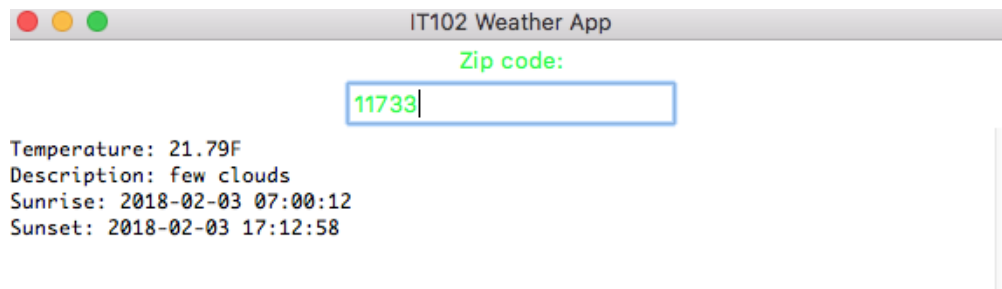 IT102 Weather App
Zip code:
11733
Temperature: 21.79F
Description: few clouds
Sunrise: 2018-02-03 07:00:12
Sunset: 2018-02-03 17:12:58